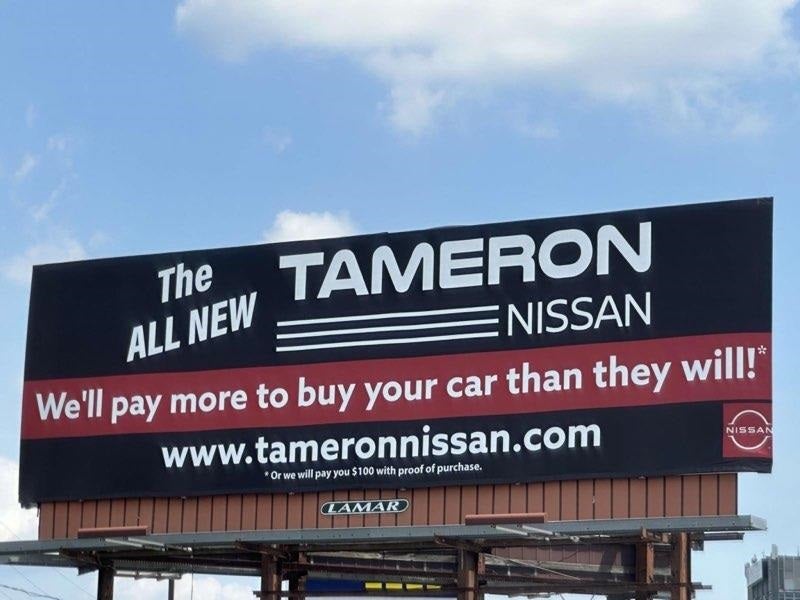 The
ALL NEW
TAMERON
NISSAN
We'll pay more to buy your car than they will!*
www.tameronnissan.com
* Or we will pay you $100 with proof of purchase.
NISSAN
LAMAR